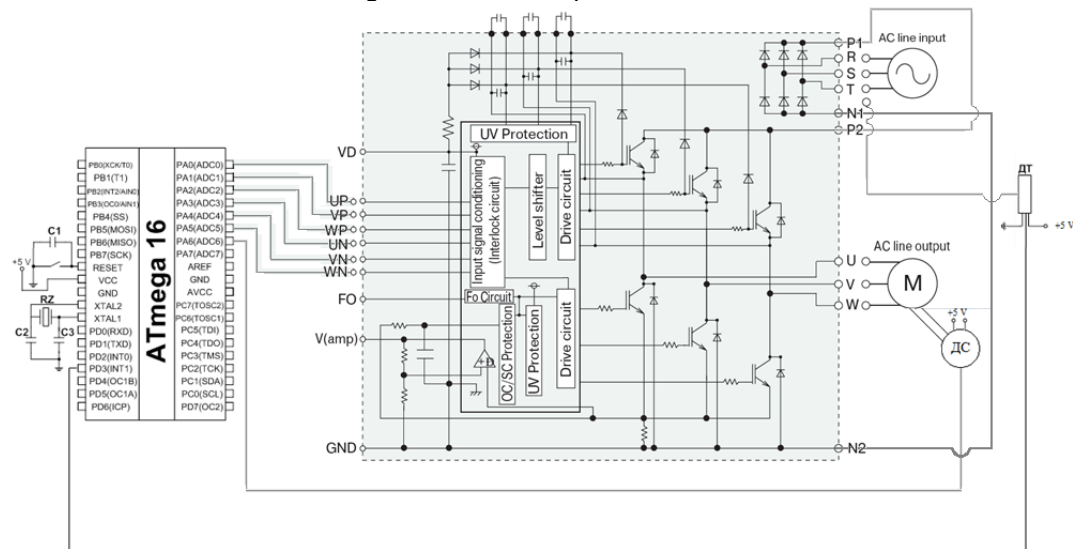 AC line input
P1
R
S
T
N1
P2
UV Protection
VD
Input signal conditioning
(Interlock circuit)
Level shifter
Drive circuit
UP
VP
WP
UN
VN
WN
FO
Fo Circuit
V(amp)
OC/SC Protection
UV Protection
Drive circuit
GND
N2
AC line output
U
V
W
M
+5 V
ДС
ДТ
+5 V
ATmega 16
PB0(XCK/T0)
PB1(T1)
PB2(INT2/AIN0)
PB3(OC0/AIN1)
PB4(SS)
PB5(MOSI)
PB6(MISO)
PB7(SCK)
RESET
VCC
GND
XTAL2
XTAL1
PD0(RXD)
PD1(TXD)
PD2(INT0)
PD3(INT1)
PD4(OC1B)
PD5(OC1A)
PD6(ICP)
PA0(ADC0)
PA1(ADC1)
PA2(ADC2)
PA3(ADC3)
PA4(ADC4)
PA5(ADC5)
PA6(ADC6)
PA7(ADC7)
AREF
GND
AVCC
PC7(TOSC2)
PC6(TOSC1)
PC5(TDI)
PC4(TDO)
PC3(TMS)
PC2(TCK)
PC1(SDA)
PC0(SCL)
PD7(OC2)
C1
+5 V
RZ
C2
C3